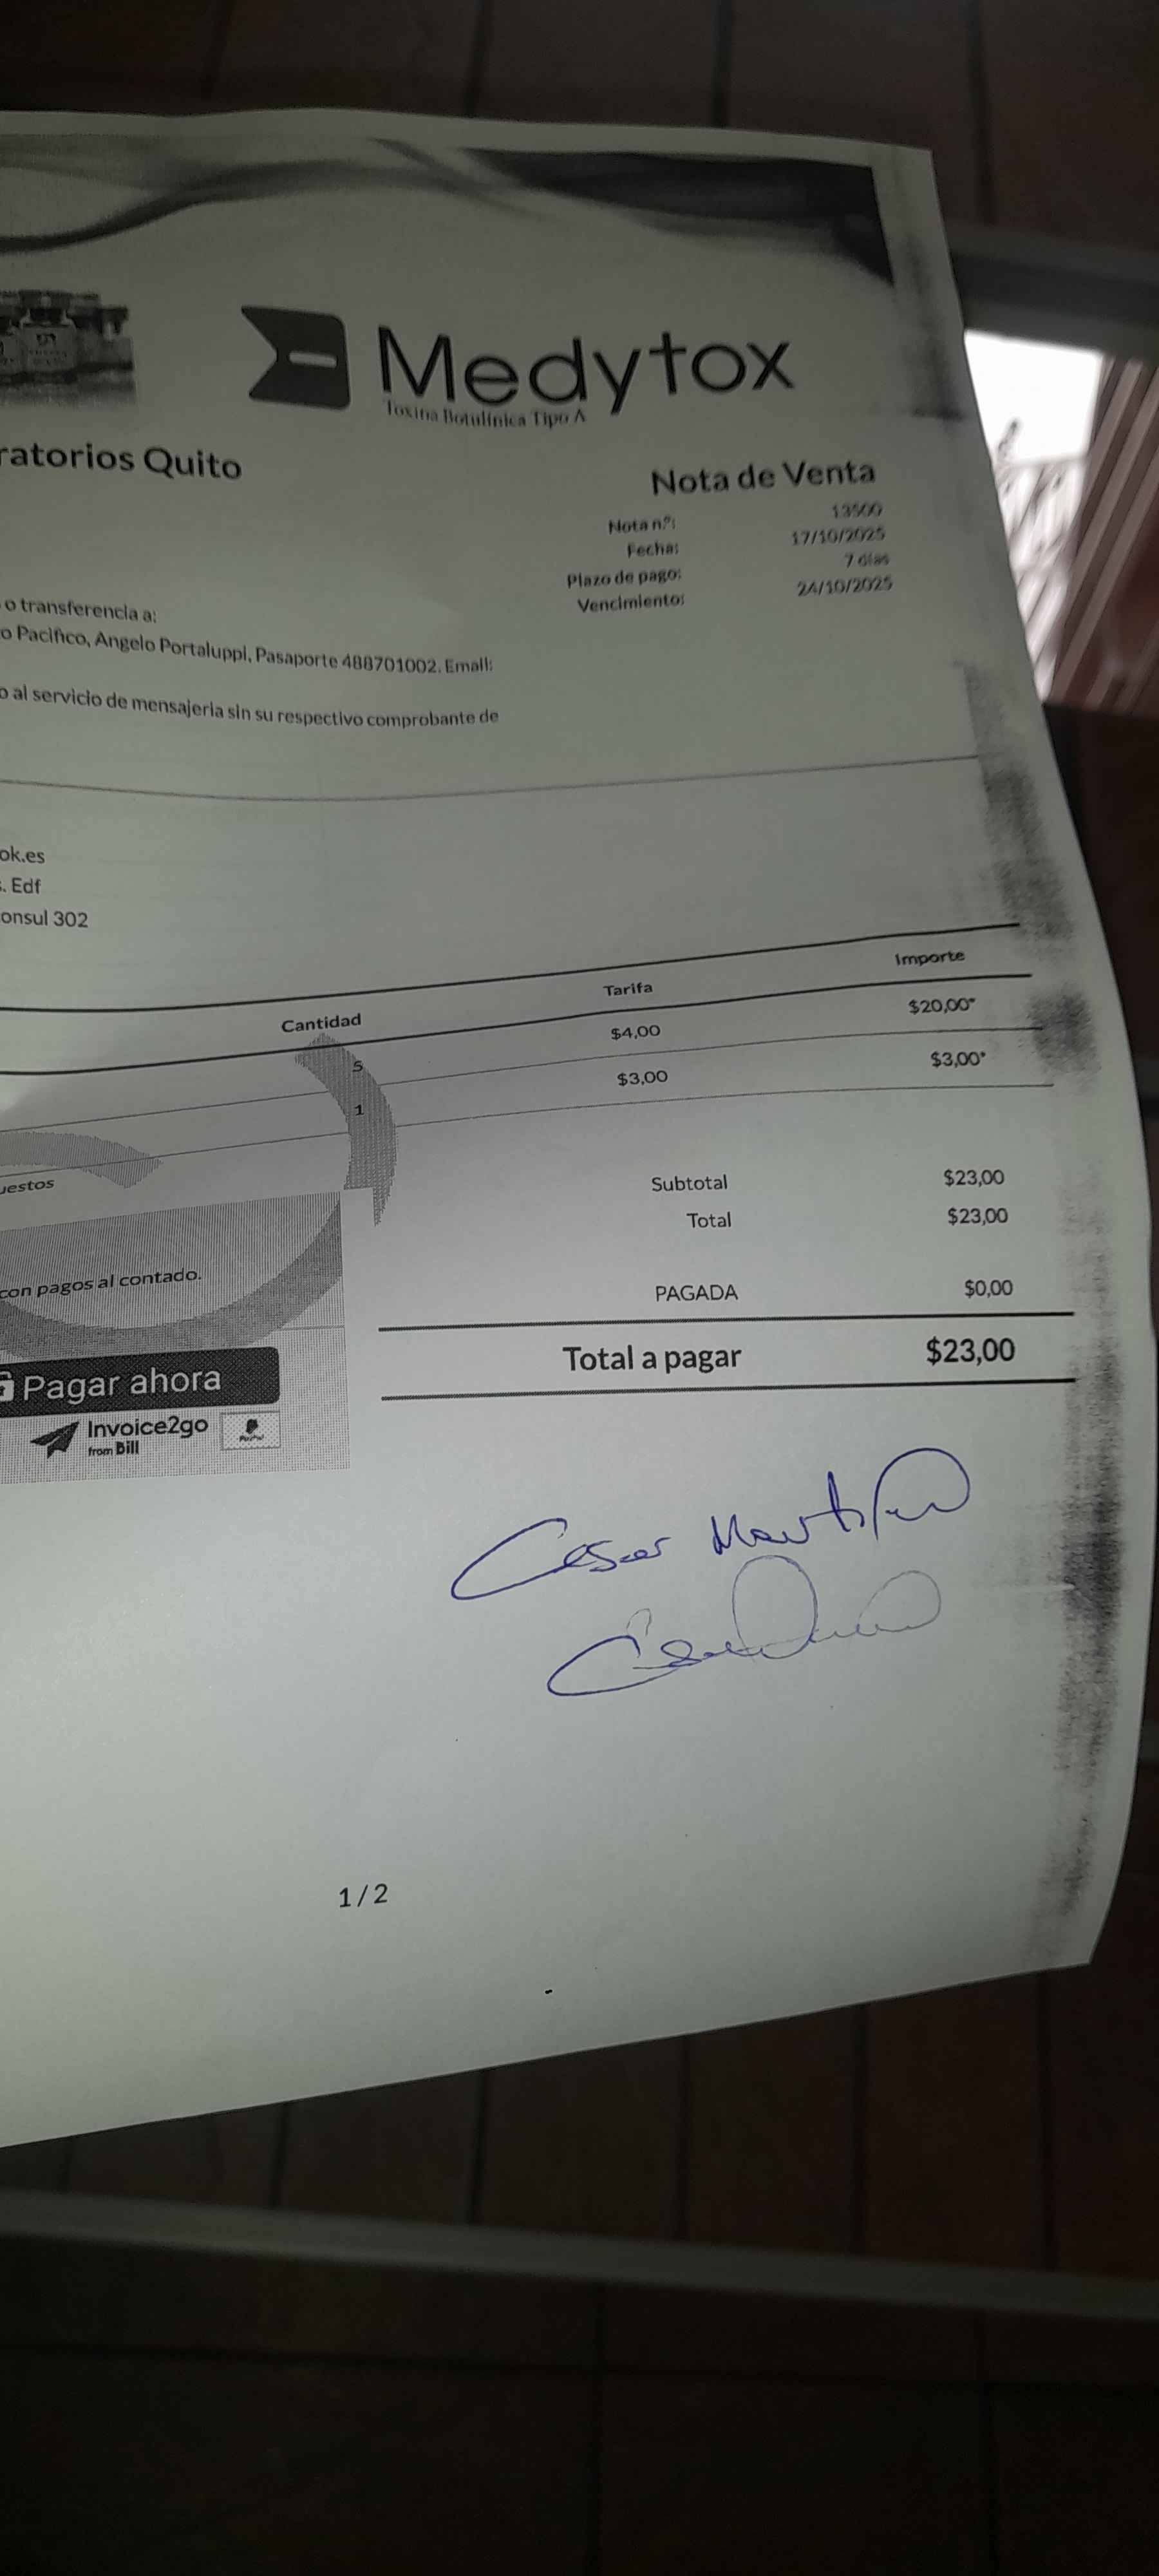 Medytox
Toxina Botulínica Tipo A
ratorios Quito
Nota de Venta
Nota nº: 13500
Fecha: 17/10/2025
Plazo de pago: 7 días
Vencimiento: 24/10/2025
o transferencia a:
o Pacifico, Angelo Portaluppi, Pasaporte 488701002. Email:
o al servicio de mensajeria sin su respectivo comprobante de
ok.es
. Edf
onsul 302
Cantidad Tarifa Importe
5 $4,00 $20,00*
1 $3,00 $3,00*
uestos
Subtotal $23,00
Total $23,00
con pagos al contado.
PAGADA $0,00
Total a pagar $23,00
Pagar ahora
Invoice2go
from Bill
PayPal
Cesar
1 / 2